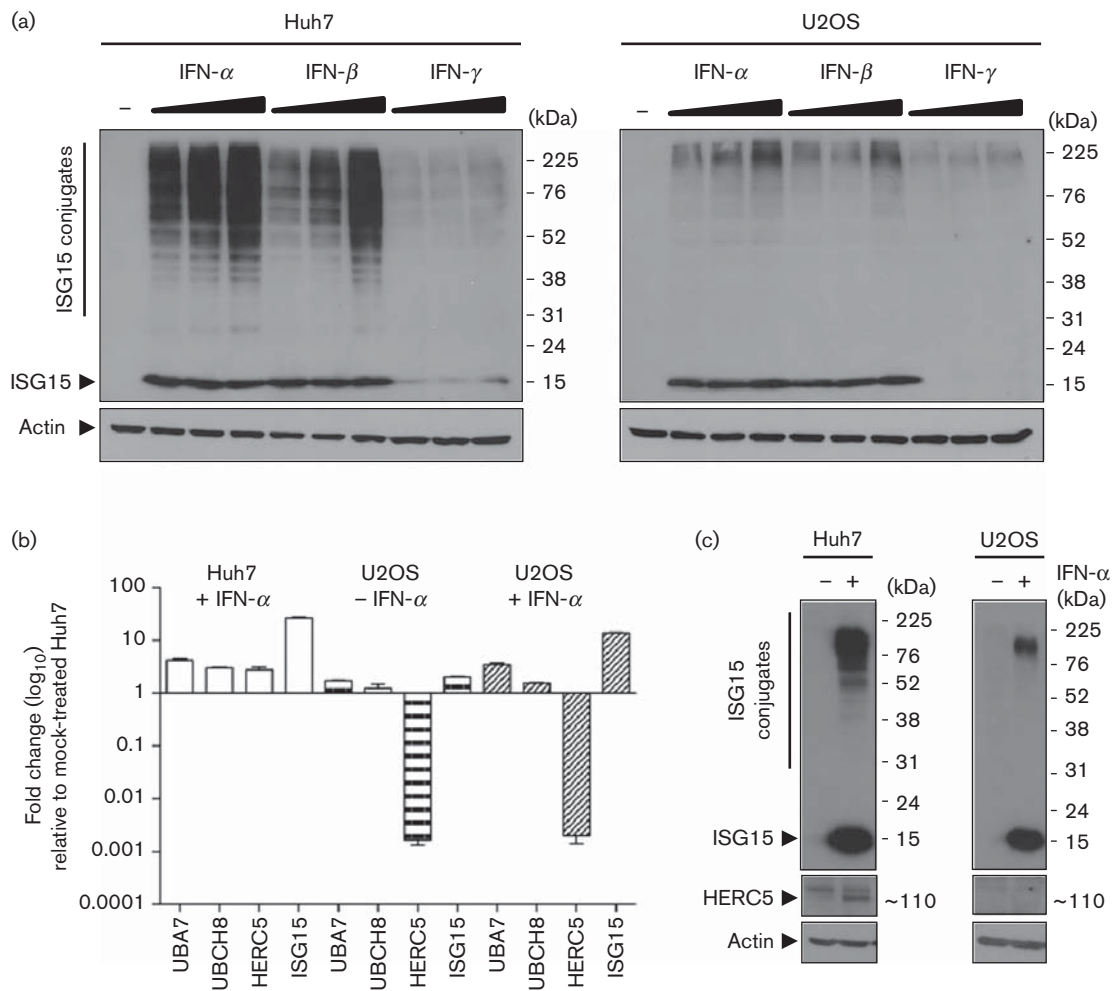 (a)
Huh7
U2OS
IFN-α IFN-β IFN-γ
IFN-α IFN-β IFN-γ
–
(kDa)
–
(kDa)
ISG15 conjugates
225
76
52
38
31
24
15
225
76
52
38
31
24
15
ISG15
Actin
(b)
Fold change (log10)
relative to mock-treated Huh7
100
10
1
0.1
0.01
0.001
0.0001
Huh7
+ IFN-α
U2OS
– IFN-α
U2OS
+ IFN-α
UBA7
UBCH8
HERC5
ISG15
UBA7
UBCH8
HERC5
ISG15
UBA7
UBCH8
HERC5
ISG15
(c)
Huh7
U2OS
– +
(kDa)
– +
IFN-α
(kDa)
ISG15
conjugates
225
76
52
38
31
24
15
225
76
52
38
31
24
15
ISG15
HERC5
~110
~110
Actin